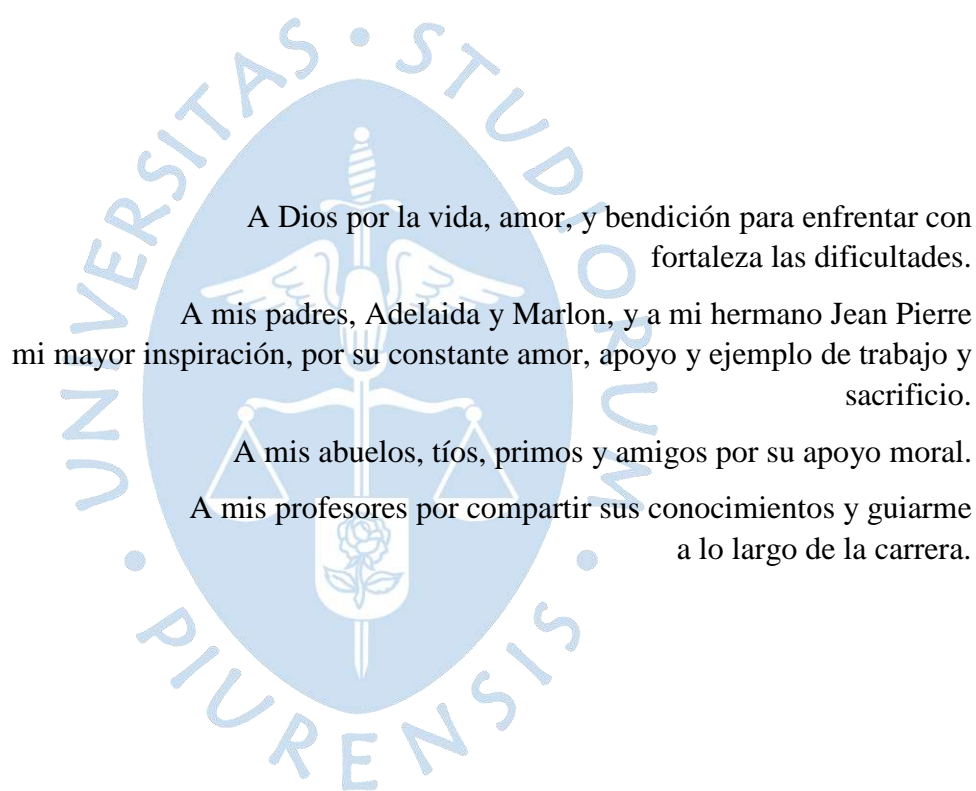 UNIVERSITAS • STUDIORUM • PIURENSIS •
A Dios por la vida, amor, y bendición para enfrentar con
fortaleza las dificultades.
A mis padres, Adelaida y Marlon, y a mi hermano Jean Pierre
mi mayor inspiración, por su constante amor, apoyo y ejemplo de trabajo y
sacrificio.
A mis abuelos, tíos, primos y amigos por su apoyo moral.
A mis profesores por compartir sus conocimientos y guiarme
a lo largo de la carrera.